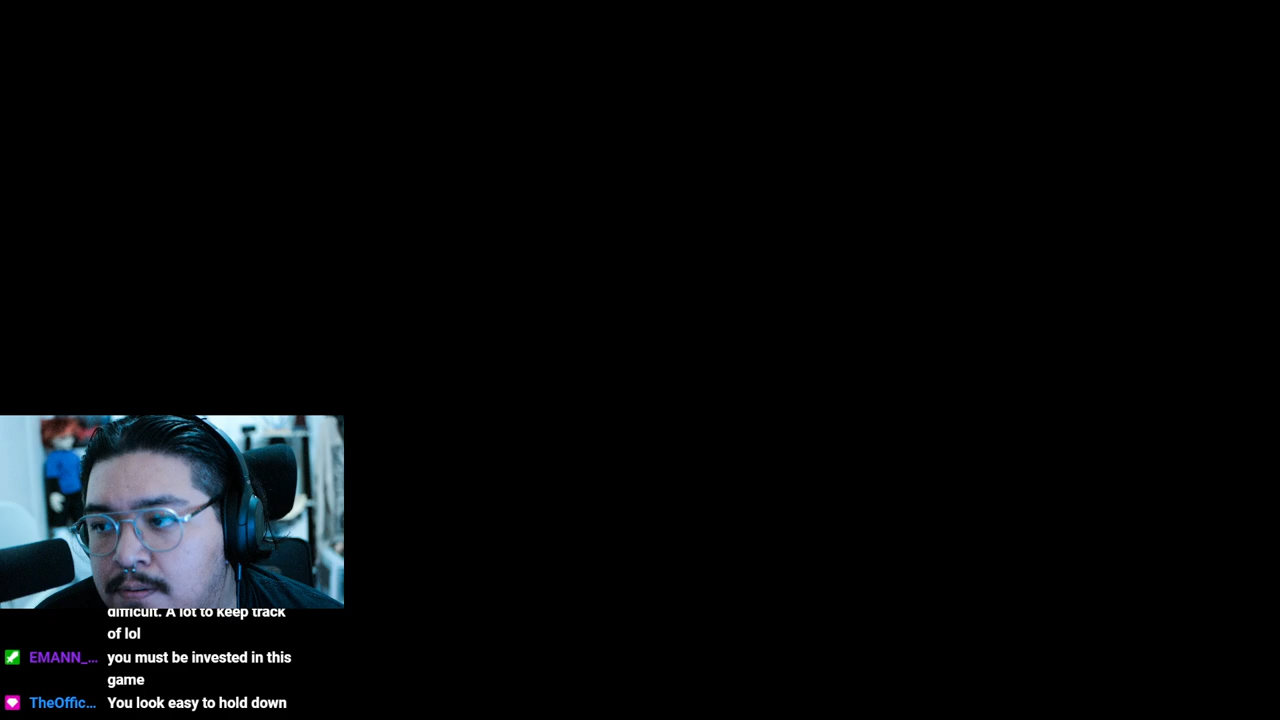 difficult. A lot to keep track
of lol
EMANN_... you must be invested in this
game
TheOffic... You look easy to hold down